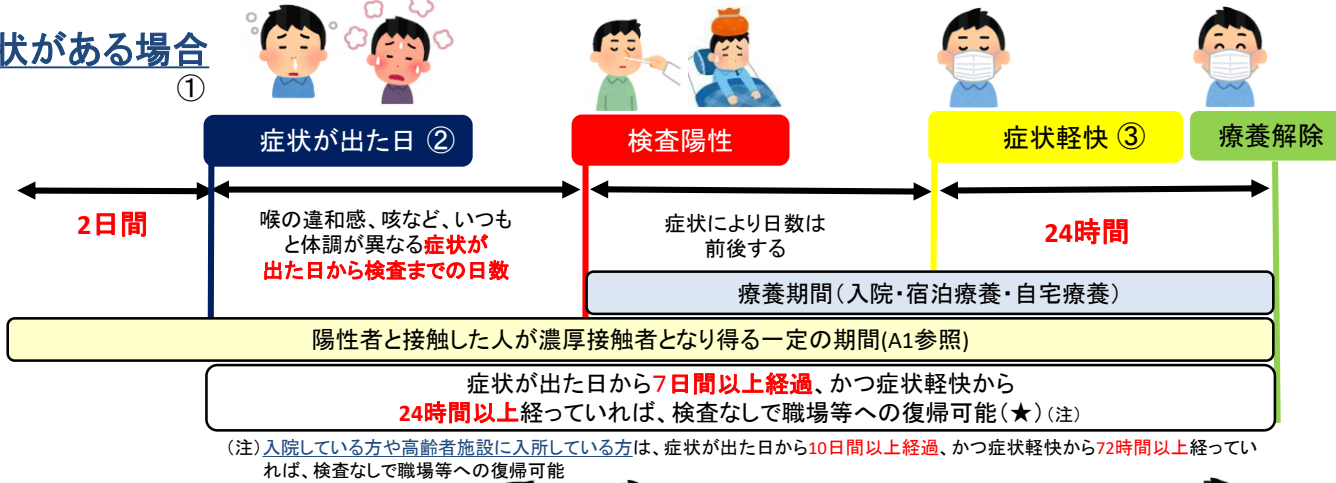 状がある場合
①
症状が出た日 ②
検査陽性
症状軽快 ③
療養解除
2日間
喉の違和感、咳など、いつも
と体調が異なる症状が
出た日から検査までの日数
症状により日数は
前後する
24時間
療養期間(入院・宿泊療養・自宅療養)
陽性者と接触した人が濃厚接触者となり得る一定の期間(A1参照)
症状が出た日から7日間以上経過、かつ症状軽快から
24時間以上経っていれば、検査なしで職場等への復帰可能(★)(注)
(注)入院している方や高齢者施設に入所している方は、症状が出た日から10日間以上経過、かつ症状軽快から72時間以上経ってい
れば、検査なしで職場等への復帰可能